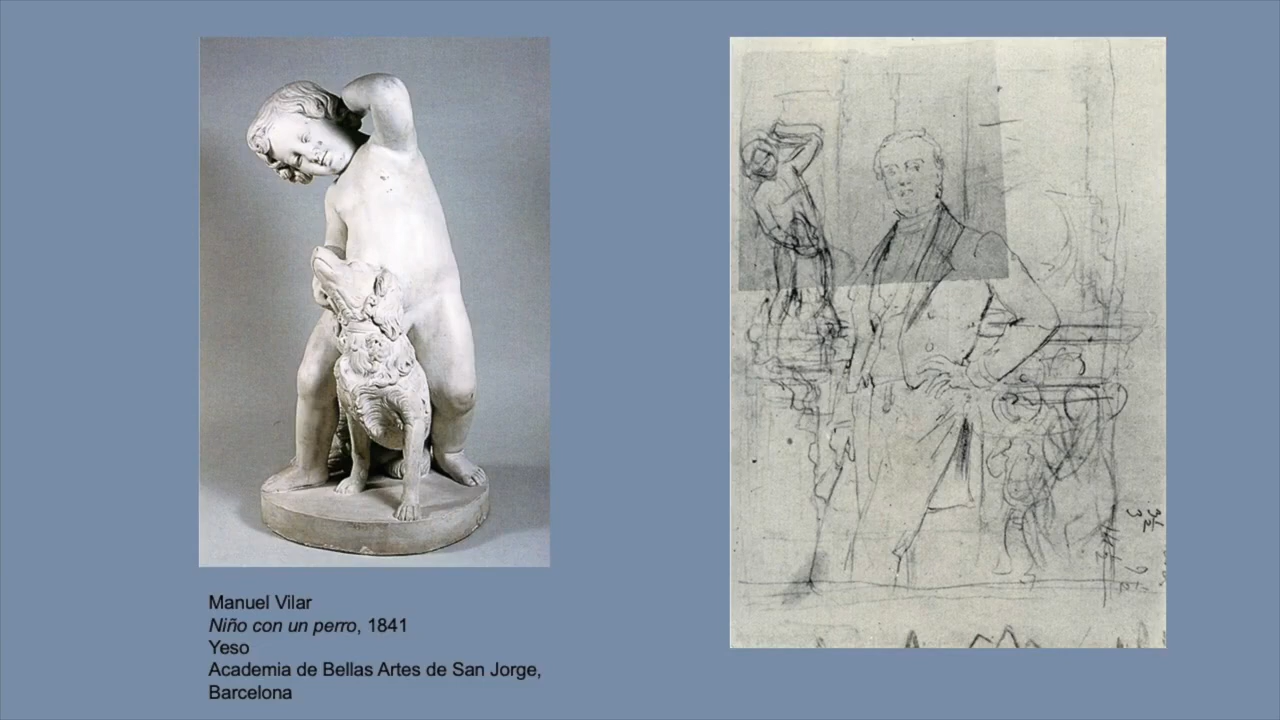 Manuel Vilar
Niño con un perro, 1841
Yeso
Academia de Bellas Artes de San Jorge,
Barcelona